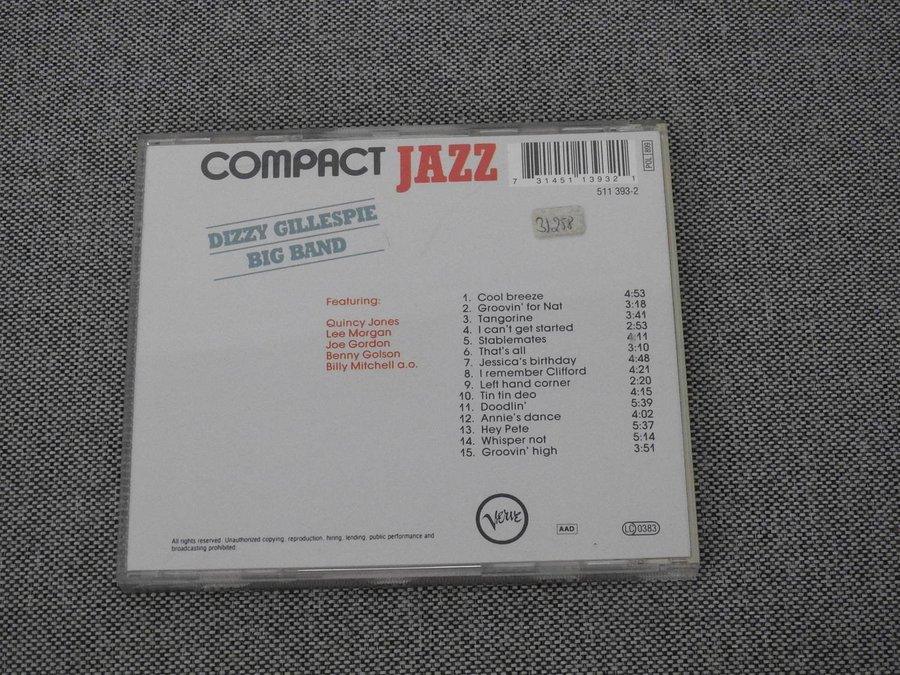 COMPACT JAZZ
7 31451 13932 1
POL 899
511 393-2
31.258
DIZZY GILLESPIE
BIG BAND
Featuring:
Quincy Jones
Lee Morgan
Joe Gordon
Benny Golson
Billy Mitchell a.o.
1. Cool breeze 4:53
2. Groovin' for Nat 3:18
3. Tangorine 3:41
4. I can't get started 2:53
5. Stablemates 4:11
6. That's all 3:10
7. Jessica's birthday 4:48
8. I remember Clifford 4:21
9. Left hand corner 2:20
10. Tin tin deo 4:15
11. Doodlin' 5:39
12. Annie's dance 4:02
13. Hey Pete 5:37
14. Whisper not 5:14
15. Groovin' high 3:51
Verve
AAD
LC 0383
All rights reserved. Unauthorized copying, reproduction, hiring, lending, public performance and
broadcasting prohibited.